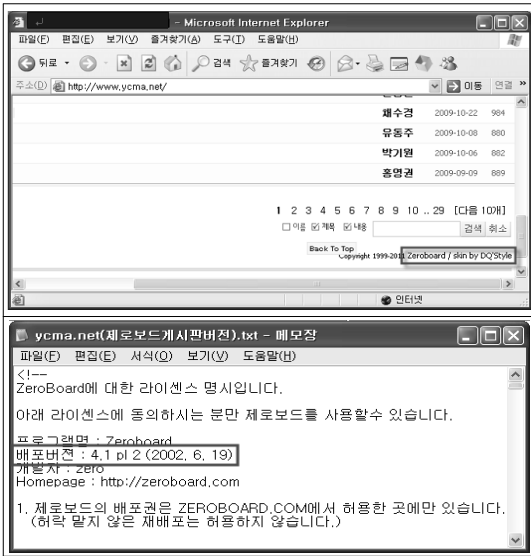 – Microsoft Internet Explorer
파일(F) 편집(E) 보기(V) 즐겨찾기(A) 도구(T) 도움말(H)
뒤로 검색 즐겨찾기
주소(D) http://www.ycma.net/ 이동 연결 »
채수경 2009-10-22 984
유동주 2009-10-08 880
박기원 2009-10-06 882
홍명권 2009-09-09 889
1 2 3 4 5 6 7 8 9 10 .. 29 [다음 10개]
이름 제목 내용 검색 취소
Back To Top
Copyright 1999-2011 Zeroboard / skin by DQ'Style
인터넷
ycma.net(제로보드게시판버전).txt - 메모장
파일(F) 편집(E) 서식(O) 보기(V) 도움말(H)
<!--
ZeroBoard에 대한 라이센스 명시입니다.
아래 라이센스에 동의하시는 분만 제로보드를 사용할수 있습니다.
프로그램명 : Zeroboard
배포버젼 : 4.1 pl 2 (2002. 6. 19)
개발자 : zero
Homepage : http://zeroboard.com
1. 제로보드의 배포권은 ZEROBOARD.COM에서 허용한 곳에만 있습니다.
(허락 맡지 않은 재배포는 허용하지 않습니다.)